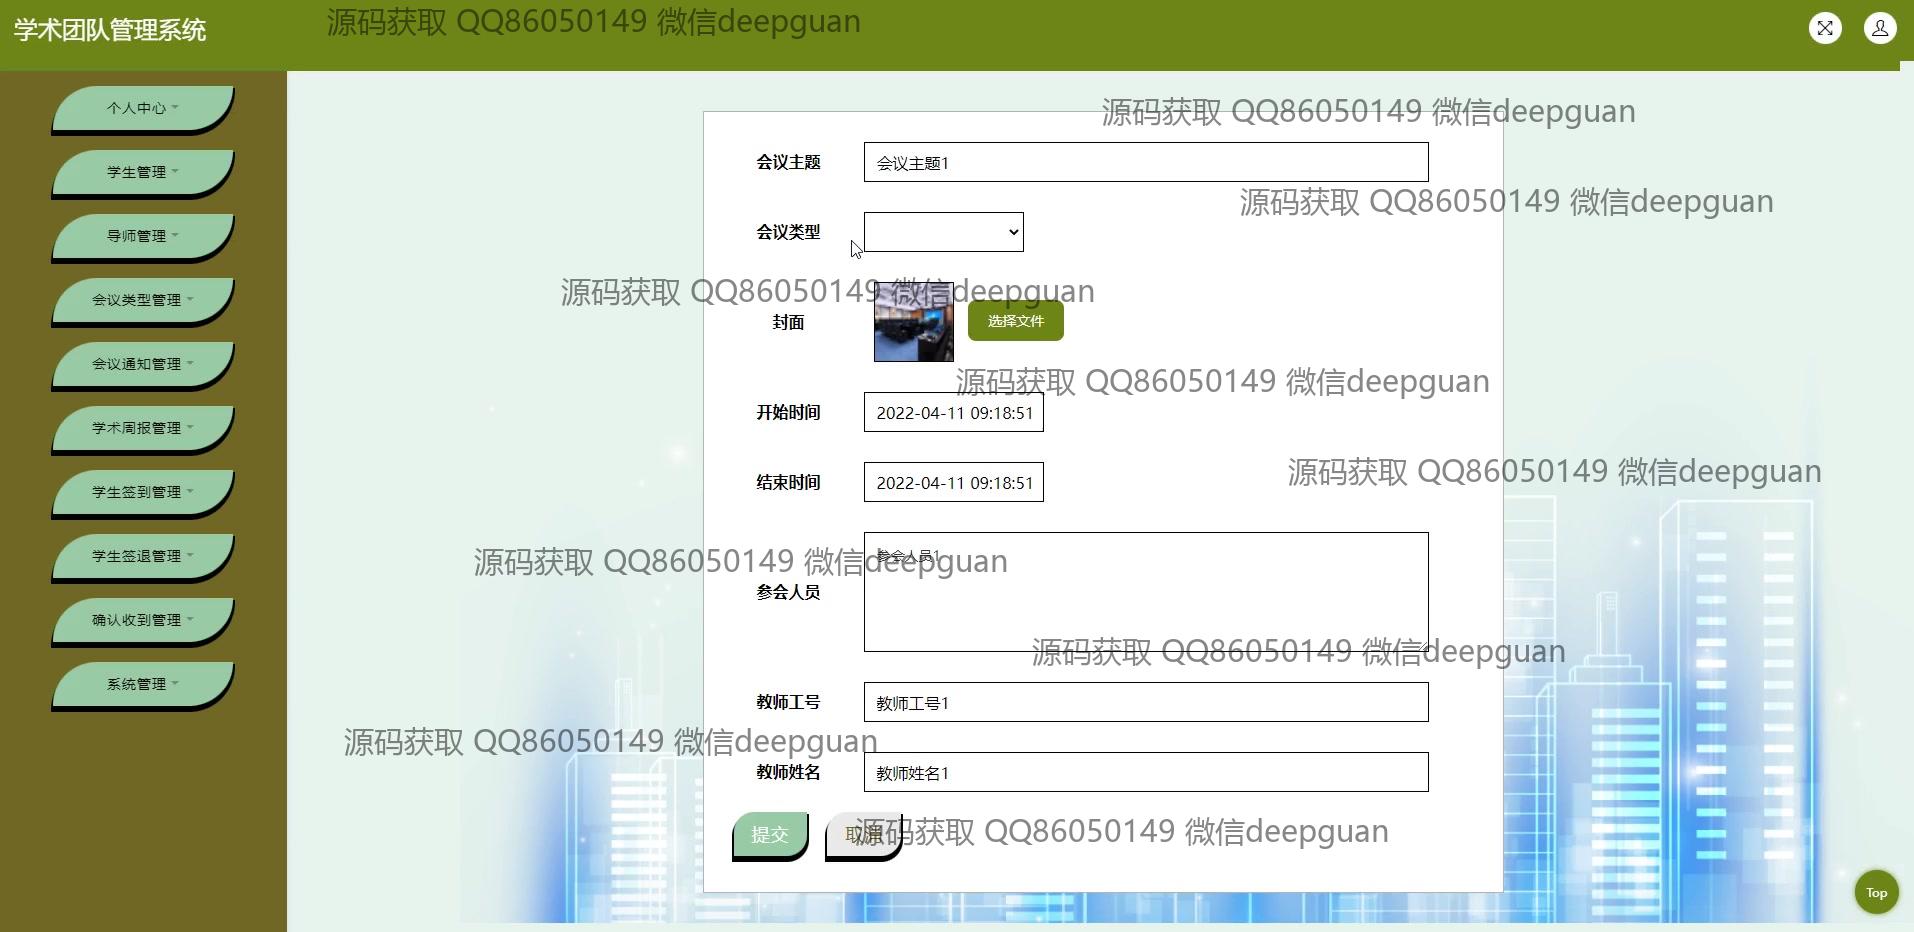 学术团队管理系统
源码获取 QQ86050149 微信deepguan
个人中心
学生管理
导师管理
会议类型管理
会议通知管理
学术周报管理
学生签到管理
学生签退管理
确认收到管理
系统管理
源码获取 QQ86050149 微信deepguan
会议主题 会议主题1
源码获取 QQ86050149 微信deepguan
会议类型
源码获取 QQ86050149 微信deepguan
封面 选择文件
源码获取 QQ86050149 微信deepguan
开始时间 2022-04-11 09:18:51
源码获取 QQ86050149 微信deepguan
结束时间 2022-04-11 09:18:51
参会人员1
源码获取 QQ86050149 微信deepguan
参会人员
源码获取 QQ86050149 微信deepguan
教师工号 教师工号1
源码获取 QQ86050149 微信deepguan
教师姓名 教师姓名1
提交 取消
源码获取 QQ86050149 微信deepguan
Top